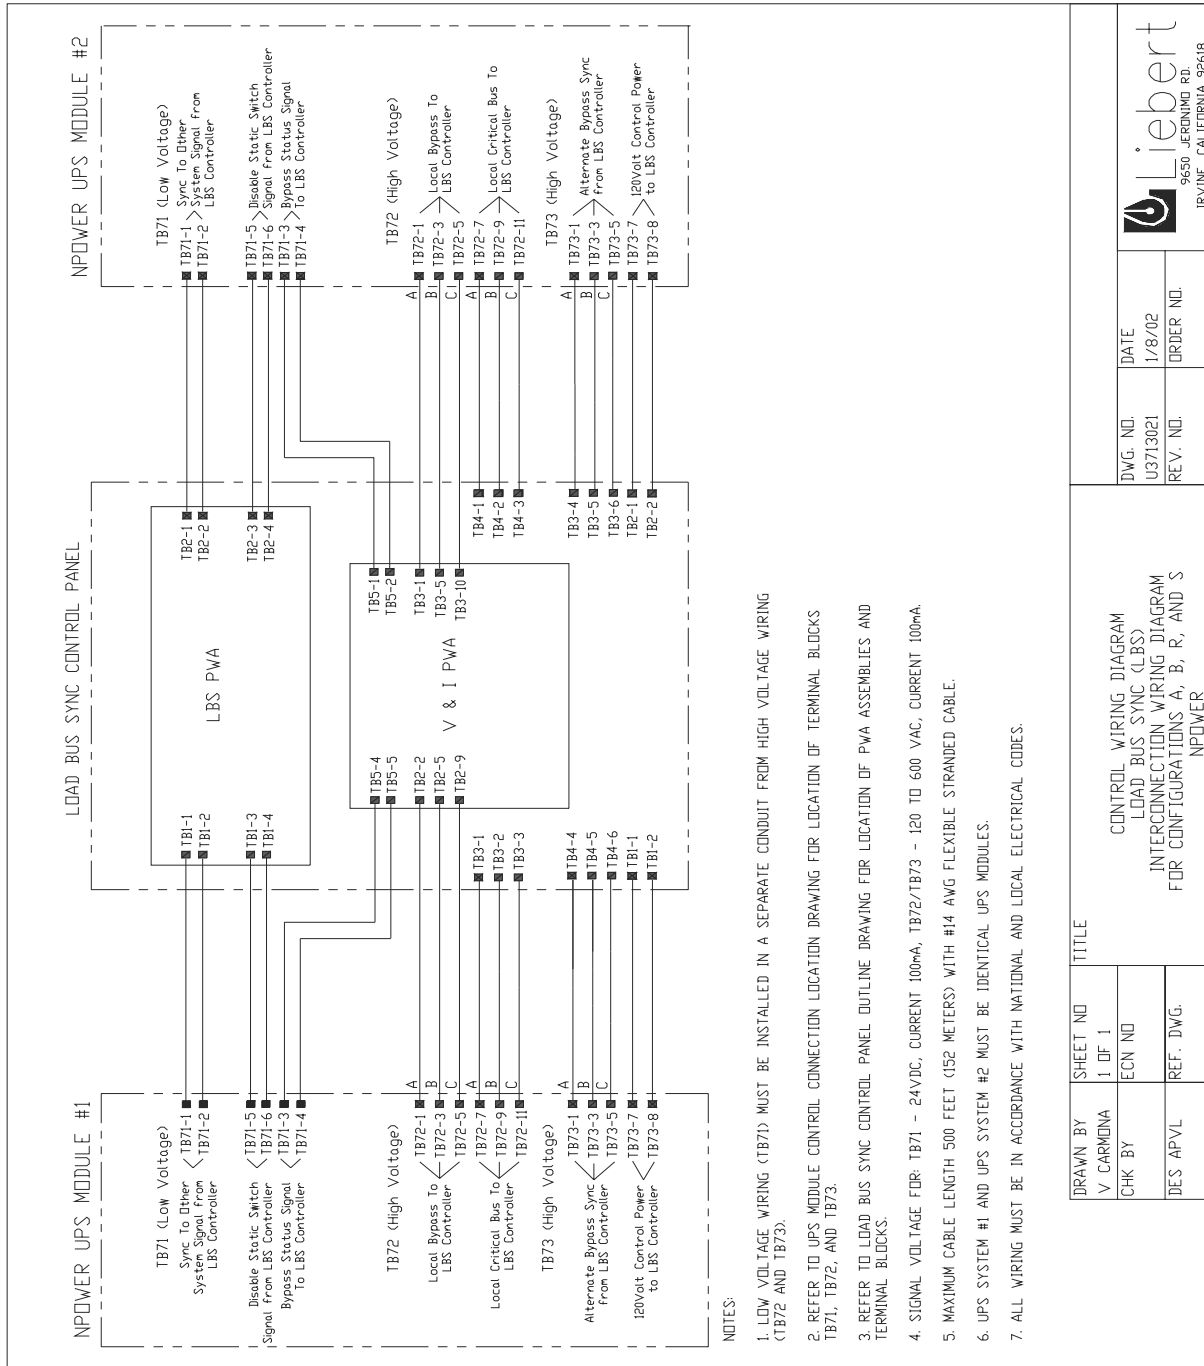 NPOWER UPS MODULE #1
TB71 (Low Voltage)
Sync To Other
System Signal from
LBS Controller
TB71-1
TB71-2
Disable Static Switch
Signal from LBS Controller
Bypass Status Signal
To LBS Controller
TB71-5
TB71-6
TB71-3
TB71-4
TB72 (High Voltage)
Local Bypass To
LBS Controller
TB72-1 A
TB72-3 B
TB72-5 C
Local Critical Bus To
LBS Controller
TB72-7 A
TB72-9 B
TB72-11 C
TB73 (High Voltage)
Alternate Bypass Sync
from LBS Controller
TB73-1 A
TB73-3 B
TB73-5 C
120Volt Control Power
to LBS Controller
TB73-7
TB73-8
LOAD BUS SYNC CONTROL PANEL
LBS PWA
TB1-1
TB1-2
TB1-3
TB1-4
TB2-1
TB2-2
TB2-3
TB2-4
V & I PWA
TB5-4
TB5-5
TB2-2
TB2-5
TB2-9
TB5-1
TB5-2
TB3-1
TB3-5
TB3-10
TB3-1
TB3-2
TB3-3
TB4-4
TB4-5
TB4-6
TB1-1
TB1-2
TB4-1
TB4-2
TB4-3
TB3-4
TB3-5
TB3-6
TB2-1
TB2-2
NPOWER UPS MODULE #2
TB71 (Low Voltage)
TB71-1
TB71-2
Sync To Other
System Signal from
LBS Controller
TB71-5
TB71-6
TB71-3
TB71-4
Disable Static Switch
Signal from LBS Controller
Bypass Status Signal
To LBS Controller
TB72 (High Voltage)
A TB72-1
B TB72-3
C TB72-5
Local Bypass To
LBS Controller
A TB72-7
B TB72-9
C TB72-11
Local Critical Bus To
LBS Controller
TB73 (High Voltage)
A TB73-1
B TB73-3
C TB73-5
Alternate Bypass Sync
from LBS Controller
TB73-7
TB73-8
120Volt Control Power
to LBS Controller
NOTES:
1. LOW VOLTAGE WIRING (TB71) MUST BE INSTALLED IN A SEPARATE CONDUIT FROM HIGH VOLTAGE WIRING
(TB72 AND TB73).
2. REFER TO UPS MODULE CONTROL CONNECTION LOCATION DRAWING FOR LOCATION OF TERMINAL BLOCKS
TB71, TB72, AND TB73.
3. REFER TO LOAD BUS SYNC CONTROL PANEL OUTLINE DRAWING FOR LOCATION OF PWA ASSEMBLIES AND
TERMINAL BLOCKS.
4. SIGNAL VOLTAGE FOR: TB71 - 24VDC, CURRENT 100mA, TB72/TB73 - 120 TO 600 VAC, CURRENT 100mA.
5. MAXIMUM CABLE LENGTH 500 FEET (152 METERS) WITH #14 AWG FLEXIBLE STRANDED CABLE.
6. UPS SYSTEM #1 AND UPS SYSTEM #2 MUST BE IDENTICAL UPS MODULES.
7. ALL WIRING MUST BE IN ACCORDANCE WITH NATIONAL AND LOCAL ELECTRICAL CODES.
DRAWN BY
V CARMONA
CHK BY
DES APVL
SHEET NO
1 OF 1
ECN NO
REF. DWG.
TITLE
CONTROL WIRING DIAGRAM
LOAD BUS SYNC (LBS)
INTERCONNECTION WIRING DIAGRAM
FOR CONFIGURATIONS A, B, R, AND S
NPOWER
DWG. NO.
U3713021
REV. NO.
DATE
1/8/02
ORDER NO.
Liebert
9650 JERONIMO RD.
IRVINE, CALIFORNIA 92618